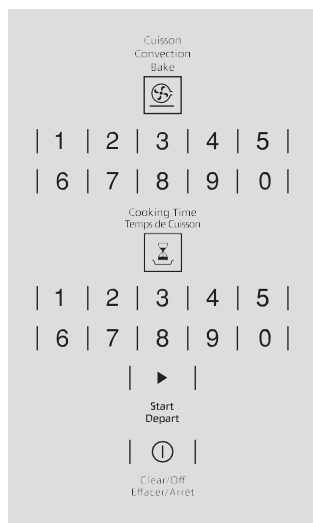 Cuisson
Convection
Bake
1 2 3 4 5
6 7 8 9 0
Cooking Time
Temps de Cuisson
1 2 3 4 5
6 7 8 9 0
Start
Depart
Clear/Off
Effacer/Arrêt